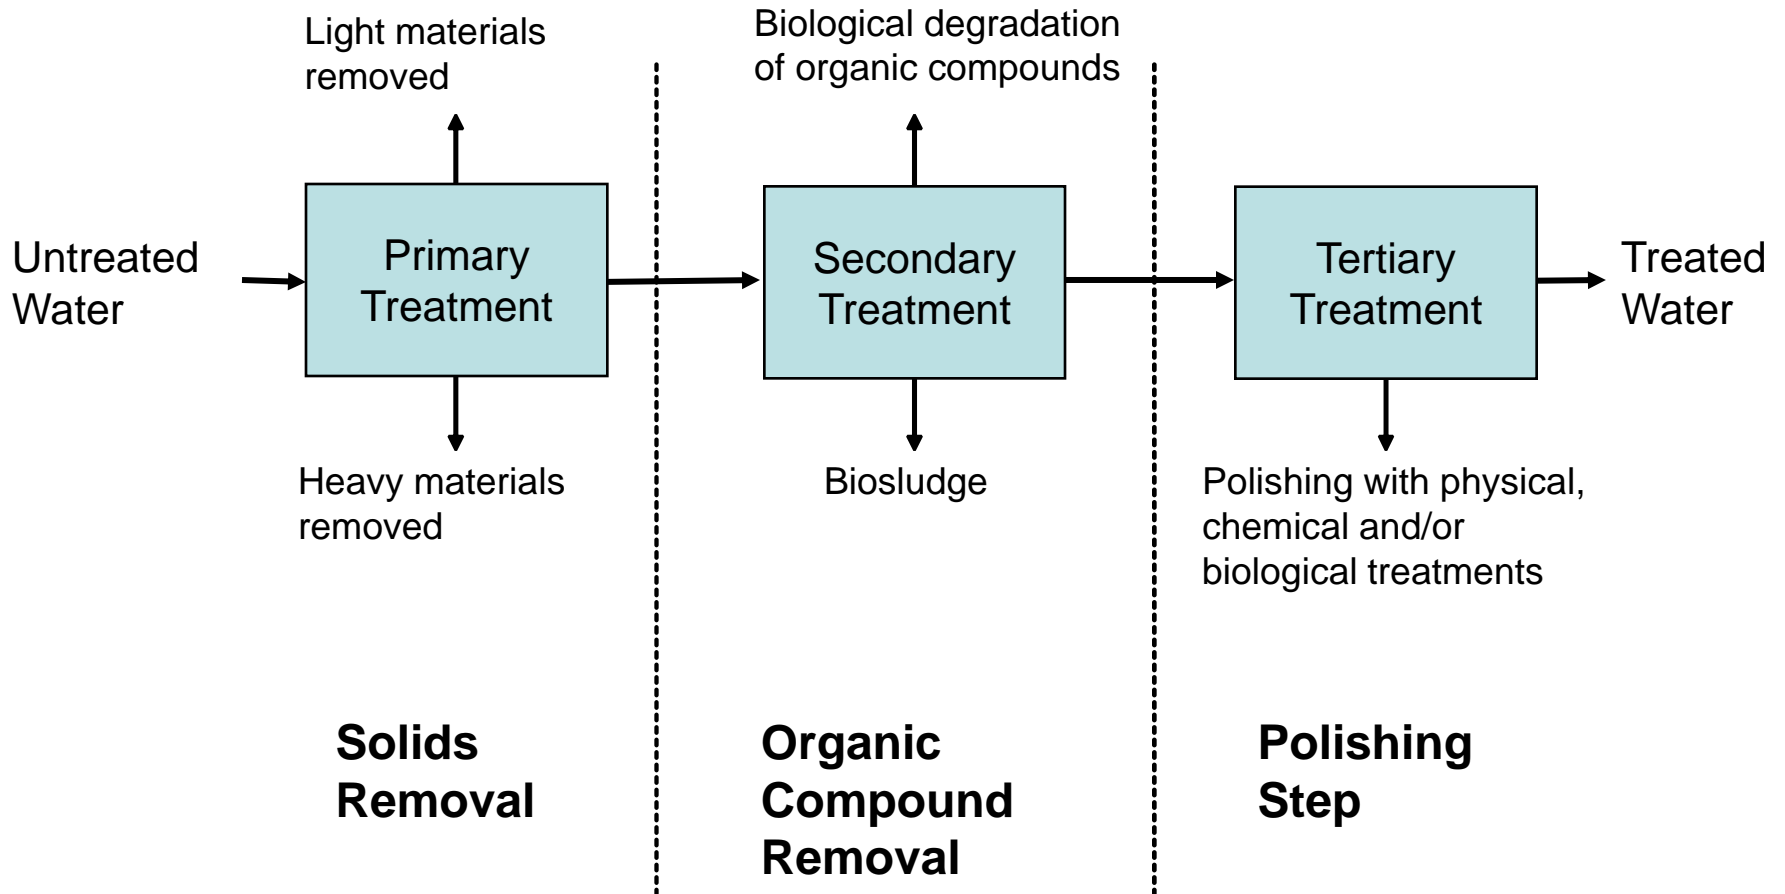 Light materials
removed
Biological degradation
of organic compounds
Untreated
Water
Primary
Treatment
Secondary
Treatment
Tertiary
Treatment
Treated
Water
Heavy materials
removed
Biosludge
Polishing with physical,
chemical and/or
biological treatments
Solids
Removal
Organic
Compound
Removal
Polishing
Step